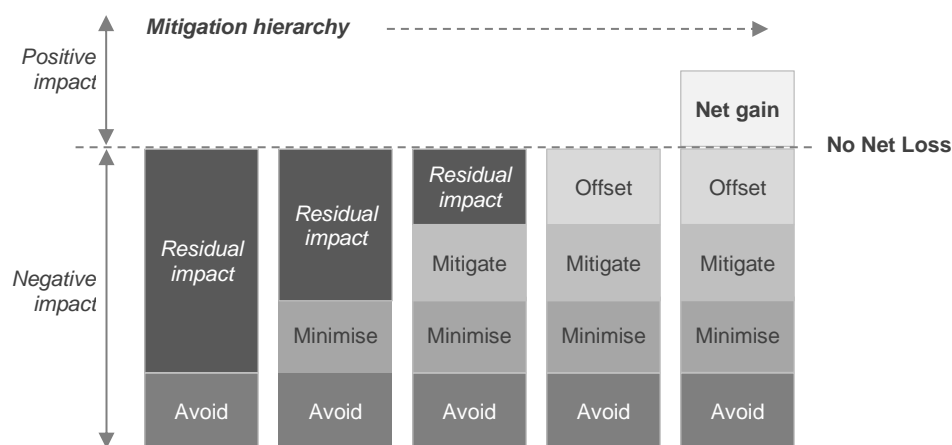 Mitigation hierarchy
Positive
impact
Net gain
No Net Loss
Negative
impact
Residual
impact
Avoid
Residual
impact
Minimise
Avoid
Residual
impact
Mitigate
Minimise
Avoid
Offset
Mitigate
Minimise
Avoid
Offset
Mitigate
Minimise
Avoid